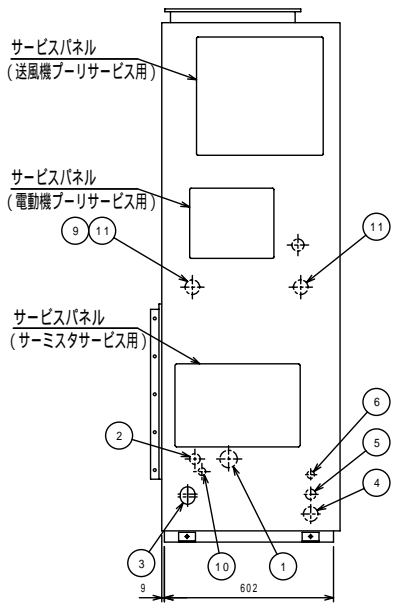 サービスパネル
(送風機プーリサービス用)
サービスパネル
(電動機プーリサービス用)
9 11
11
サービスパネル
(サーミスタサービス用)
6
2
5
4
3
10
1
9
602